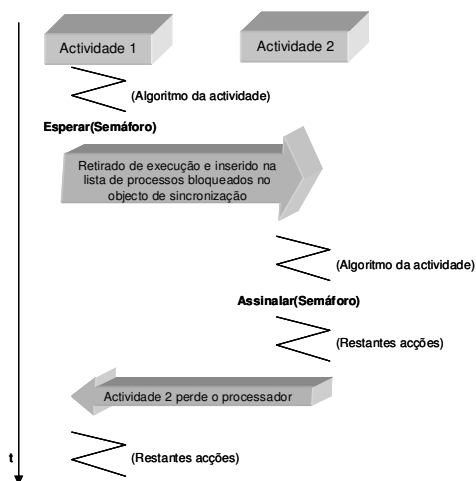 Actividade 1
Actividade 2
(Algoritmo da actividade)
Esperar(Semáforo)
Retirado de execução e inserido na
lista de processos bloqueados no
objecto de sincronização
(Algoritmo da actividade)
Assinalar(Semáforo)
(Restantes acções)
Actividade 2 perde o processador
(Restantes acções)
t